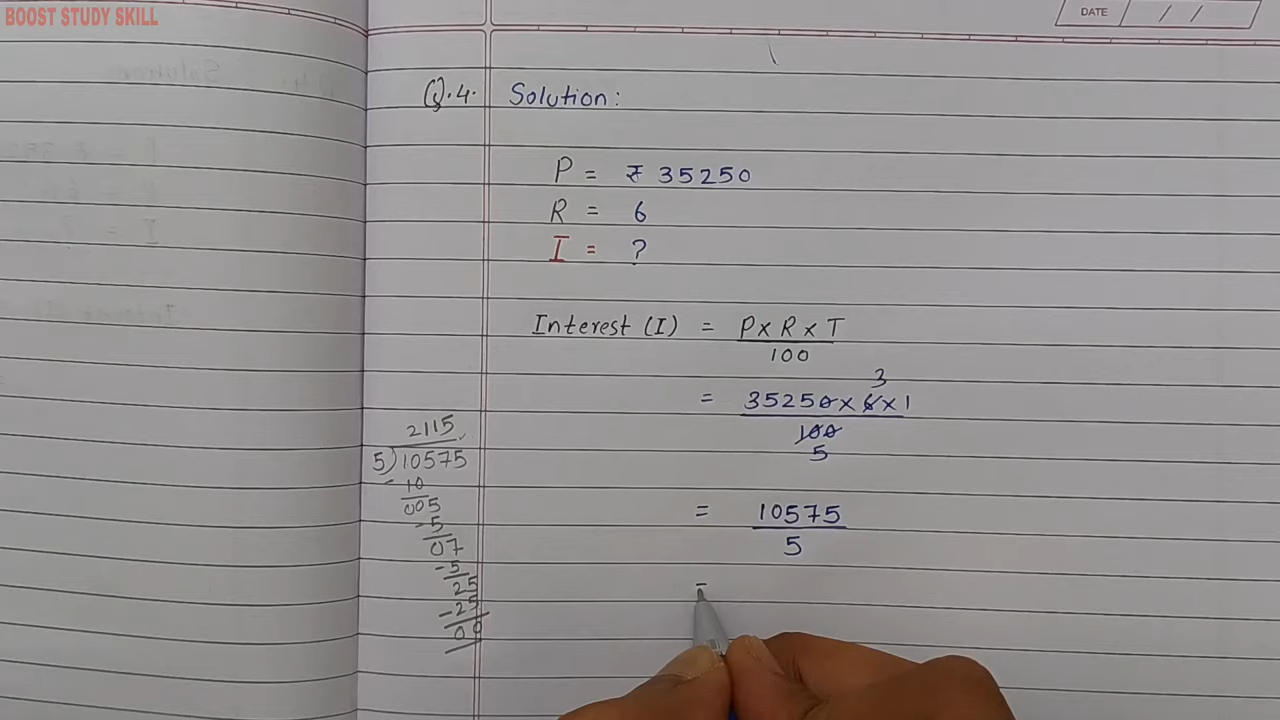 BOOST STUDY SKILL
DATE / /
Q.4. Solution:
P = ₹ 35250
R = 6
I = ?
Interest (I) = P x R x T
100
3
= 35250 x 6 x 1
100
5
2115
5) 10575
- 10
005
- 5
07
- 5
25
- 25
00
= 10575
5
=